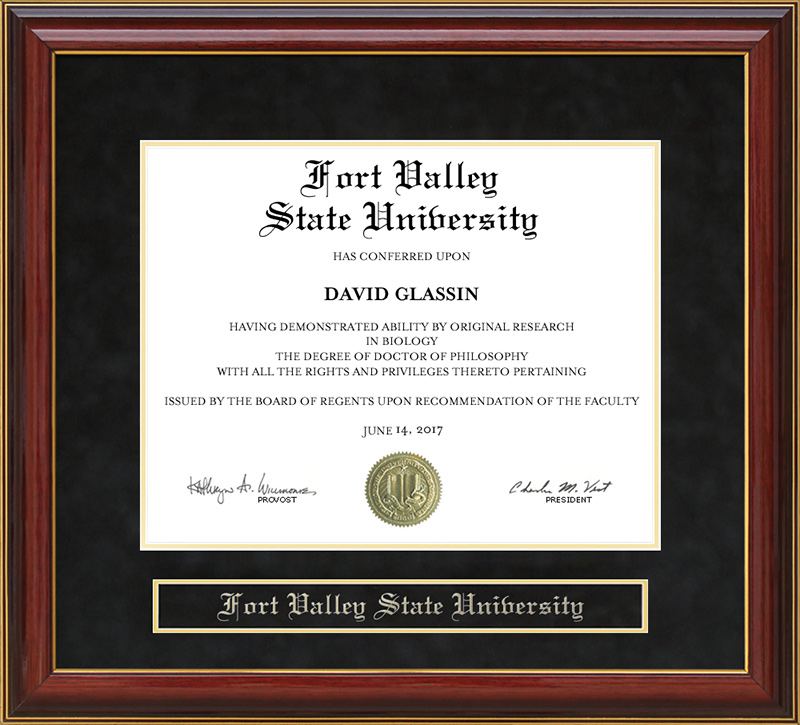 Fort Valley
State University
HAS CONFERRED UPON
DAVID GLASSIN
HAVING DEMONSTRATED ABILITY BY ORIGINAL RESEARCH
IN BIOLOGY
THE DEGREE OF DOCTOR OF PHILOSOPHY
WITH ALL THE RIGHTS AND PRIVILEGES THERETO PERTAINING
ISSUED BY THE BOARD OF REGENTS UPON RECOMMENDATION OF THE FACULTY
JUNE 14, 2017
Charles M. Vest
PROVOST
PRESIDENT
Fort Valley State University